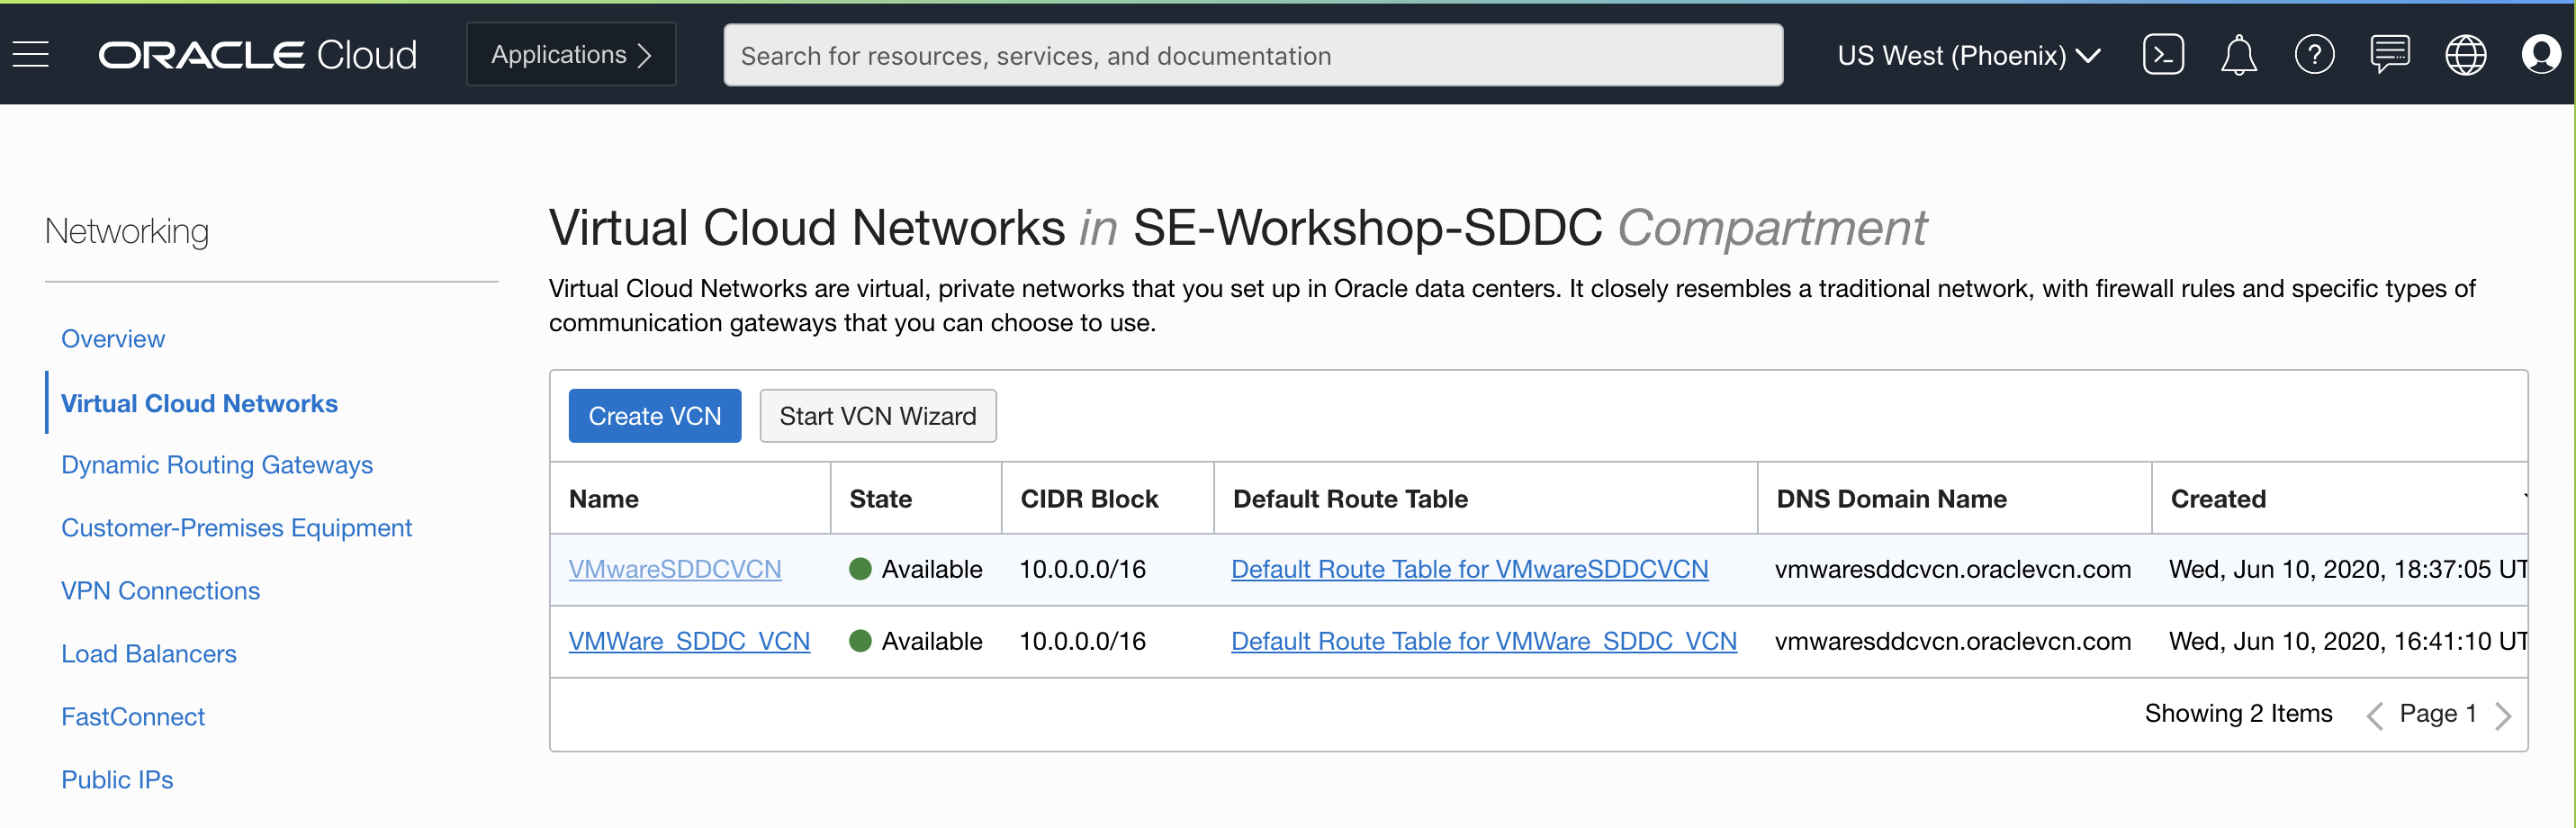 ORACLE Cloud
Applications
Search for resources, services, and documentation
US West (Phoenix)
Networking
Overview
Virtual Cloud Networks
Dynamic Routing Gateways
Customer-Premises Equipment
VPN Connections
Load Balancers
FastConnect
Public IPs
Virtual Cloud Networks in SE-Workshop-SDDC Compartment
Virtual Cloud Networks are virtual, private networks that you set up in Oracle data centers. It closely resembles a traditional network, with firewall rules and specific types of
communication gateways that you can choose to use.
Create VCN Start VCN Wizard
Name State CIDR Block Default Route Table DNS Domain Name Created
VMwareSDDCVCN Available 10.0.0.0/16 Default Route Table for VMwareSDDCVCN vmwaresddcvcn.oraclevcn.com Wed, Jun 10, 2020, 18:37:05 UT
VMWare_SDDC_VCN Available 10.0.0.0/16 Default Route Table for VMWare_SDDC_VCN vmwaresddcvcn.oraclevcn.com Wed, Jun 10, 2020, 16:41:10 UT
Showing 2 Items Page 1